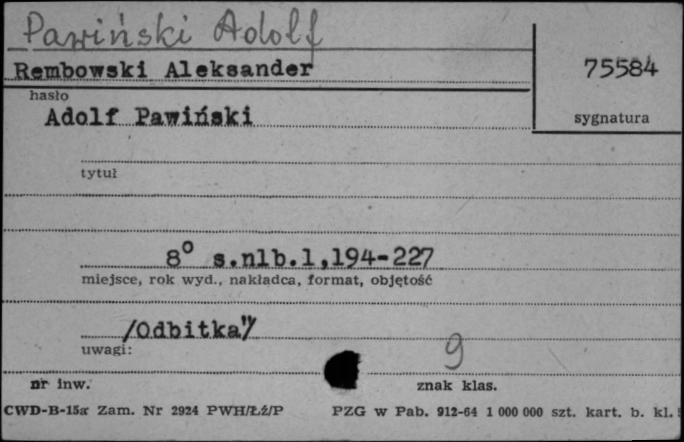 Pawiński Adolf
Rembowski Aleksander
75584
hasło
Adolf Pawiński
sygnatura
tytuł
8° s.nlb.1,194-227
miejsce, rok wyd., nakładca, format, objętość
/Odbitka"/
uwagi:
9
nr inw.
znak klas.
CWD-B-15a Zam. Nr 2924 PWH/Łź/P PZG w Pab. 912-64 1 000 000 szt. kart. b. kl.